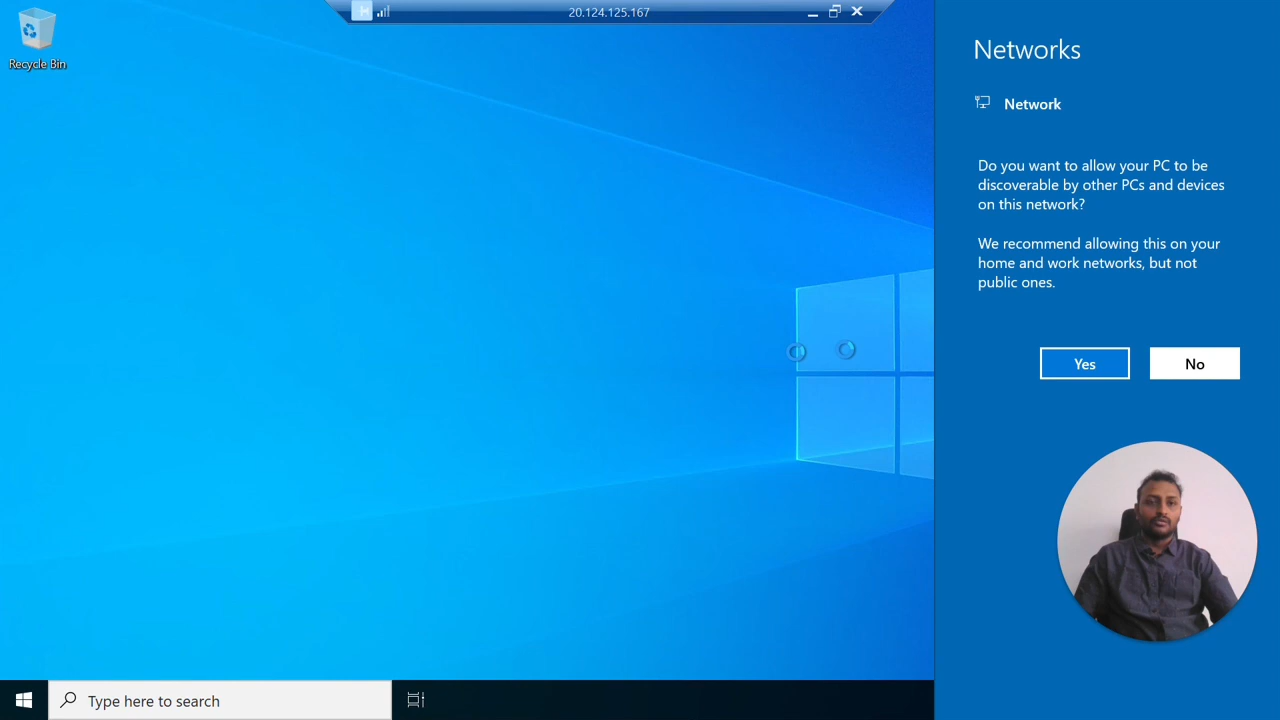 20.124.125.167
Recycle Bin
Networks
Network
Do you want to allow your PC to be
discoverable by other PCs and devices
on this network?
We recommend allowing this on your
home and work networks, but not
public ones.
Yes
No
Type here to search